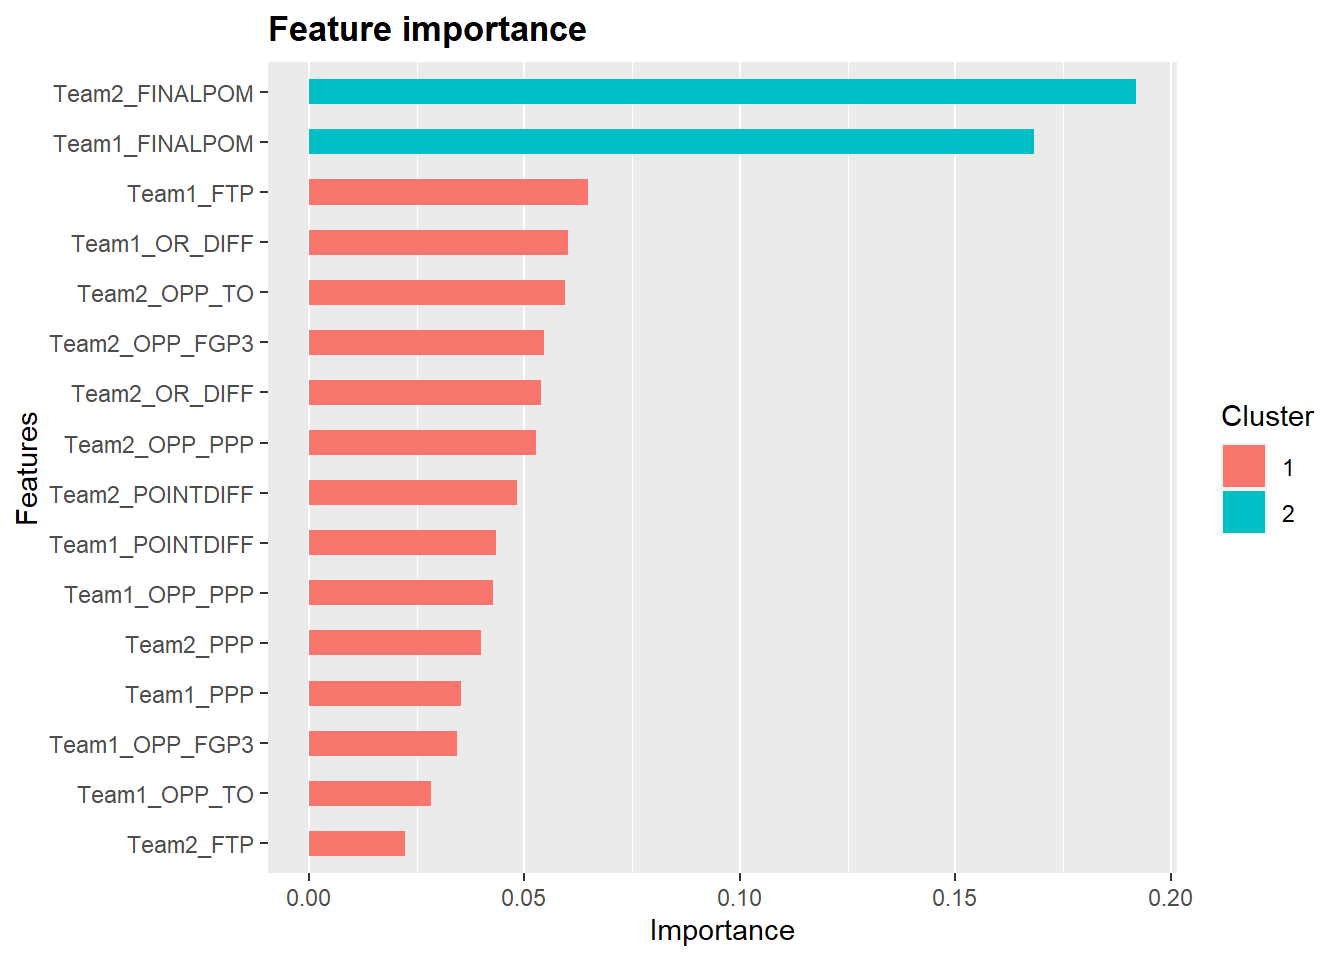 Feature importance
Team2_FINALPOM
Team1_FINALPOM
Team1_FTP
Team1_OR_DIFF
Team2_OPP_TO
Team2_OPP_FGP3
Team2_OR_DIFF
Team2_OPP_PPP
Team2_POINTDIFF
Team1_POINTDIFF
Team1_OPP_PPP
Team2_PPP
Team1_PPP
Team1_OPP_FGP3
Team1_OPP_TO
Team2_FTP
Features
0.00 0.05 0.10 0.15 0.20
Importance
Cluster
1
2